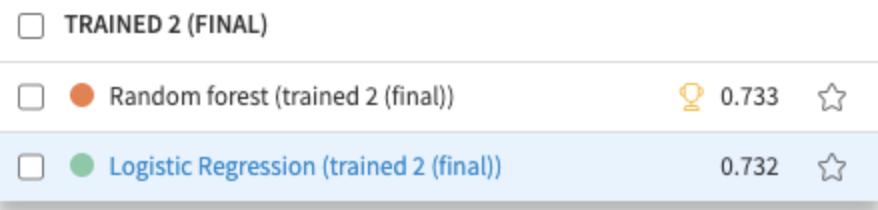 TRAINED 2 (FINAL)
Random forest (trained 2 (final)) 0.733
Logistic Regression (trained 2 (final)) 0.732